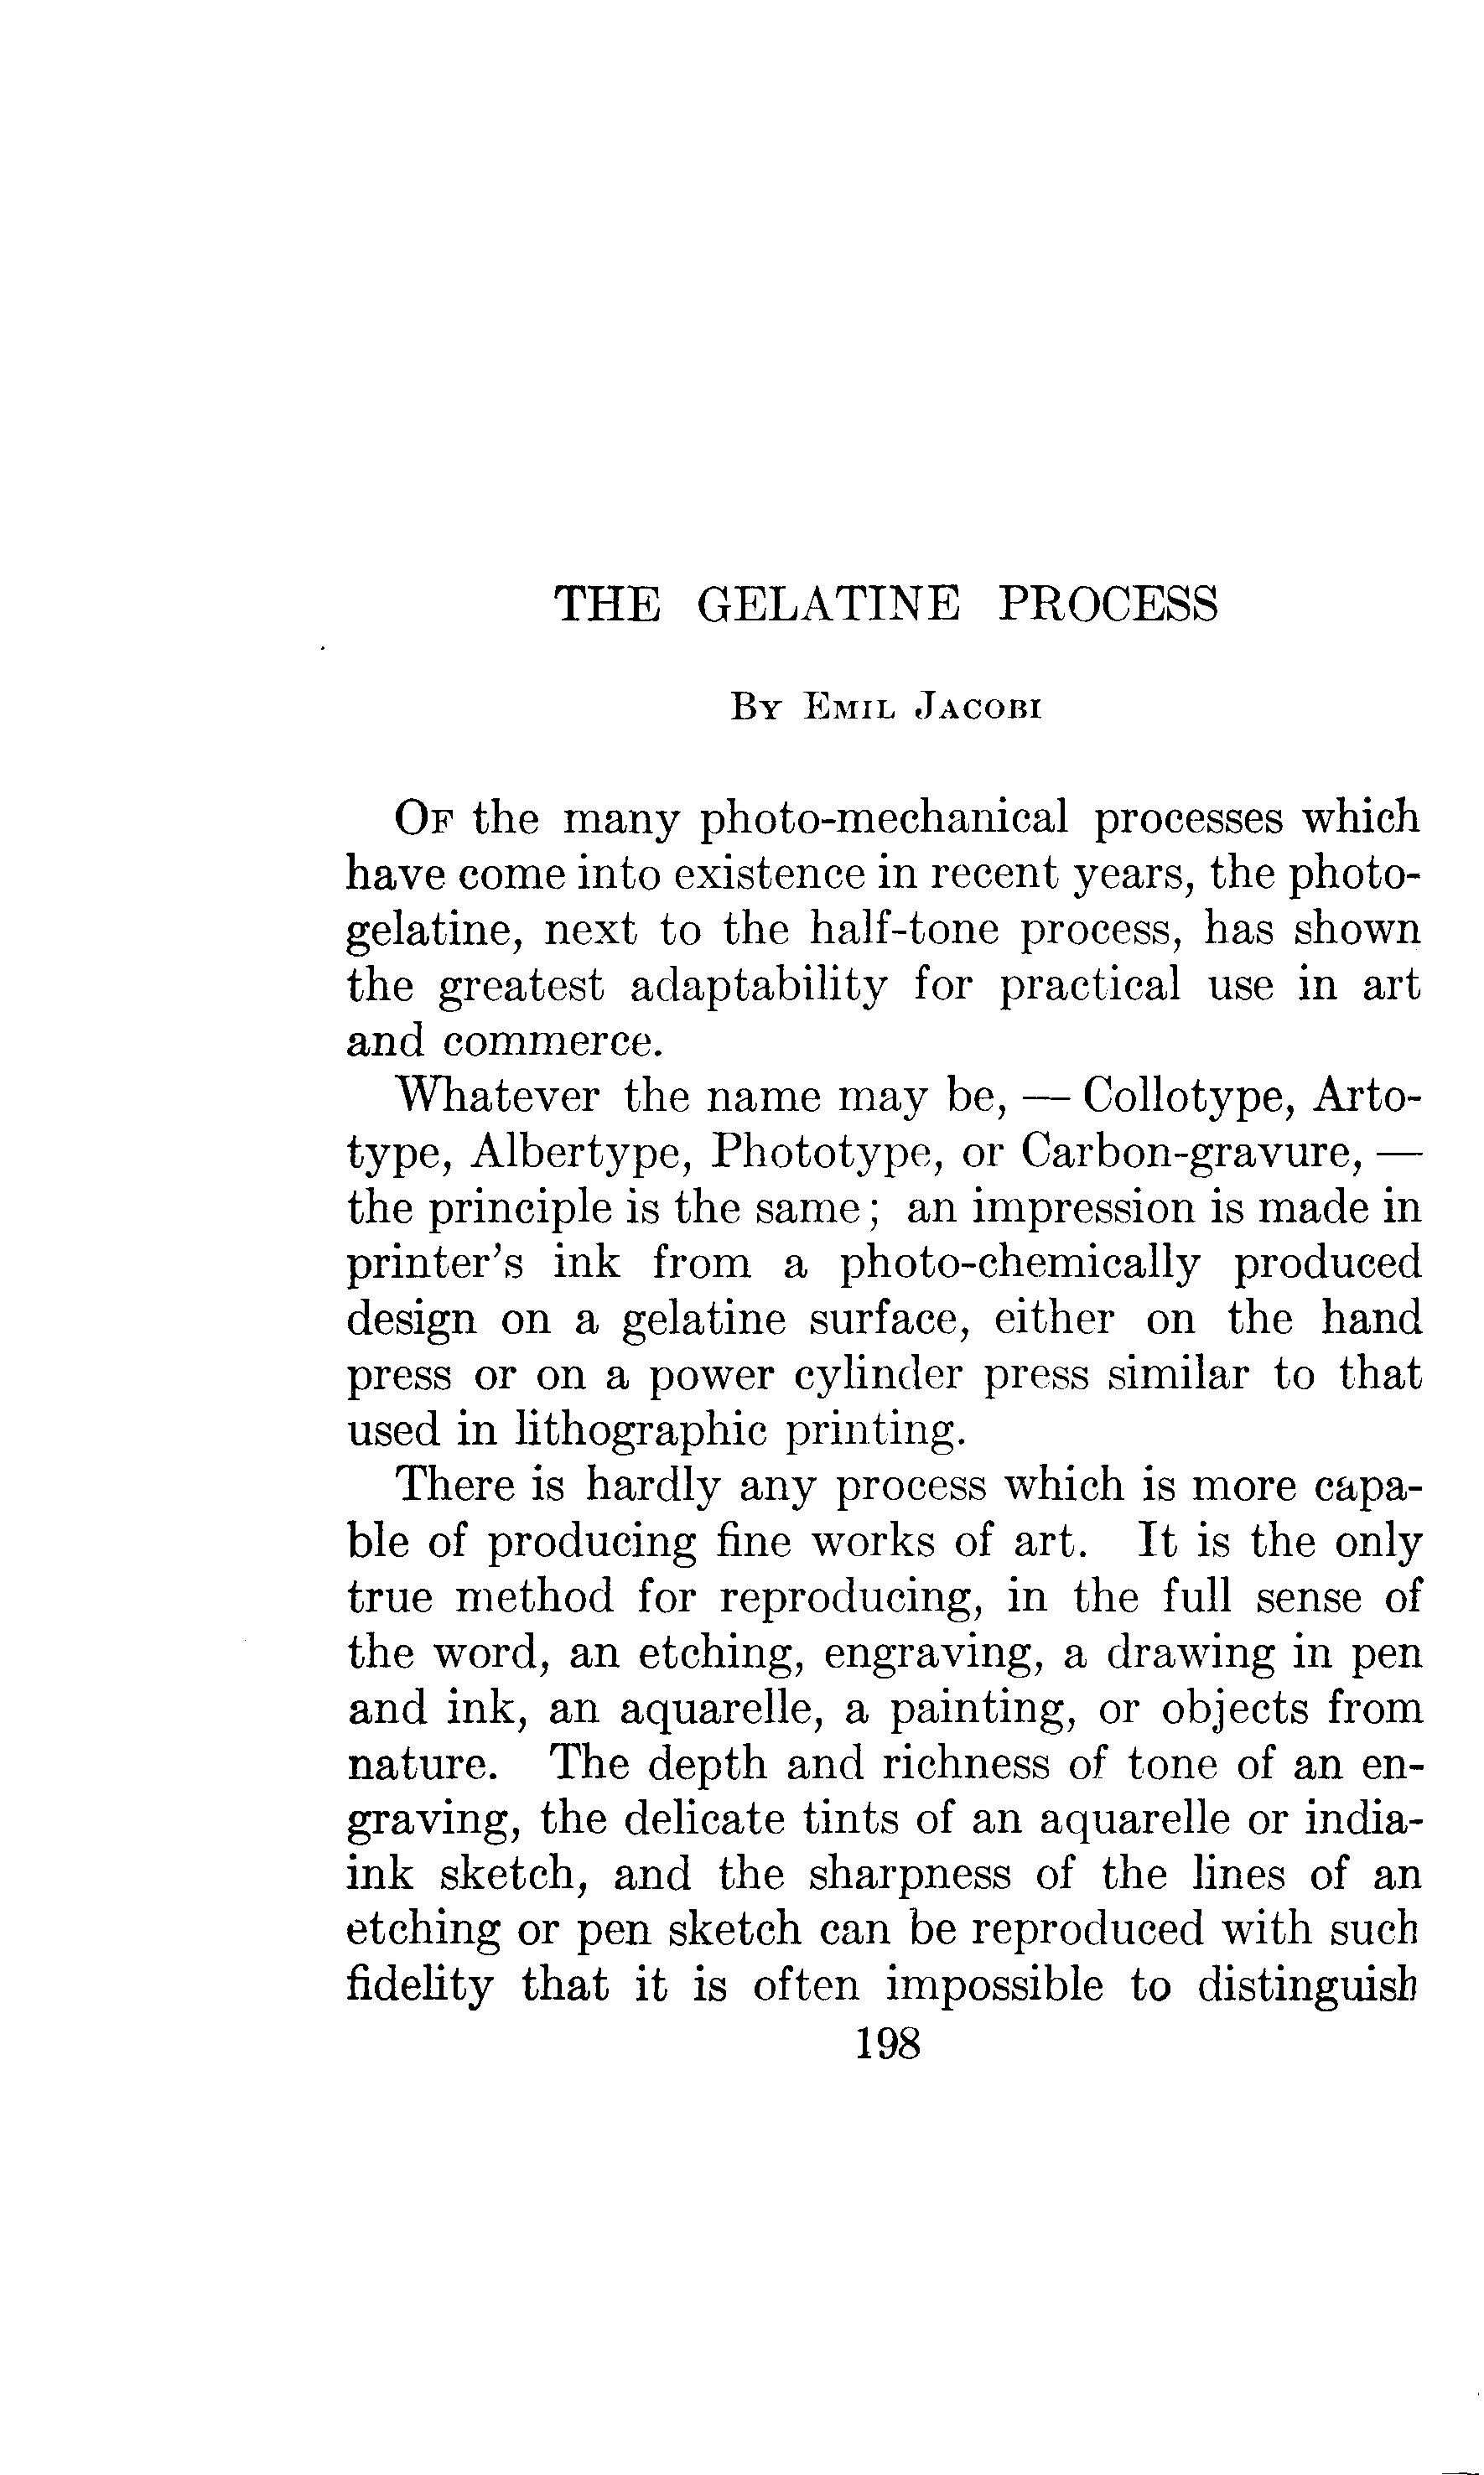 THE GELATINE PROCESS
By Emil Jacobi
Of the many photo-mechanical processes which
have come into existence in recent years, the photo-
gelatine, next to the half-tone process, has shown
the greatest adaptability for practical use in art
and commerce.
Whatever the name may be, — Collotype, Arto-
type, Albertype, Phototype, or Carbon-gravure, —
the principle is the same; an impression is made in
printer's ink from a photo-chemically produced
design on a gelatine surface, either on the hand
press or on a power cylinder press similar to that
used in lithographic printing.
There is hardly any process which is more capa-
ble of producing fine works of art. It is the only
true method for reproducing, in the full sense of
the word, an etching, engraving, a drawing in pen
and ink, an aquarelle, a painting, or objects from
nature. The depth and richness of tone of an en-
graving, the delicate tints of an aquarelle or india-
ink sketch, and the sharpness of the lines of an
etching or pen sketch can be reproduced with such
fidelity that it is often impossible to distinguish
198